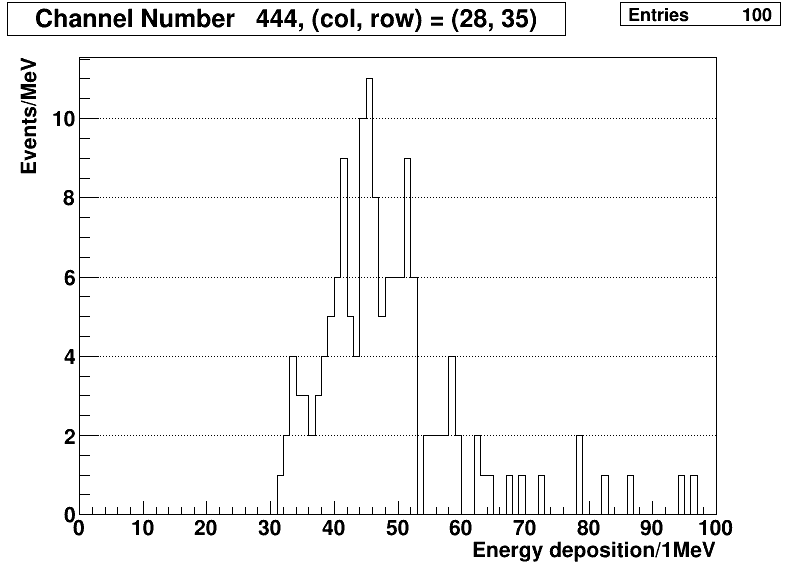 Channel Number   444, (col, row) = (28, 35)
Entries 100
Events/MeV
10
8
6
4
2
0
0 10 20 30 40 50 60 70 80 90 100
Energy deposition/1MeV